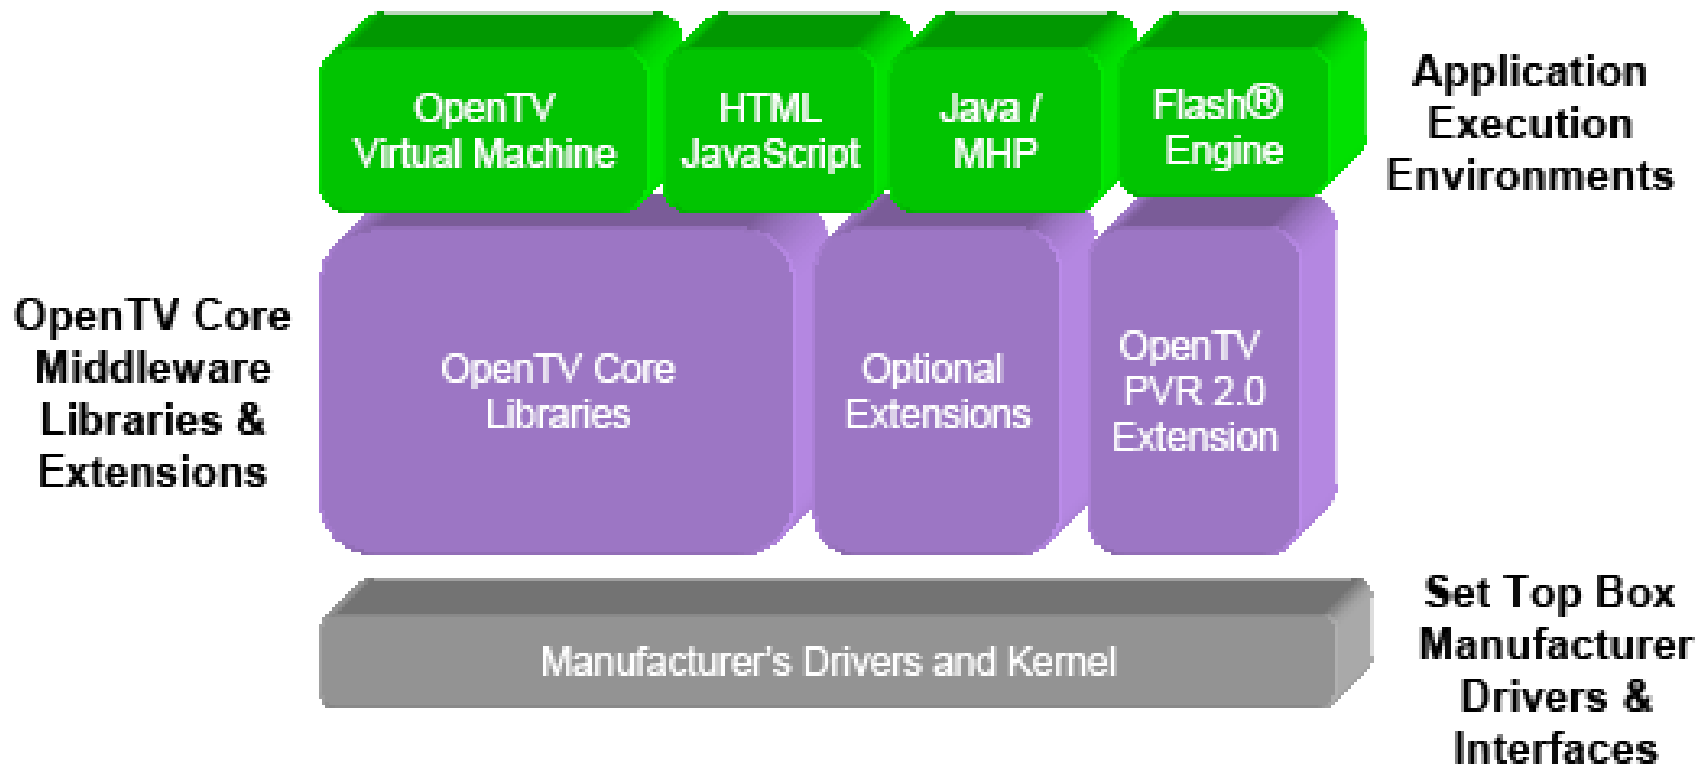 OpenTV
Virtual Machine
HTML
JavaScript
Java /
MHP
Flash®
Engine
Application
Execution
Environments
OpenTV Core
Middleware
Libraries &
Extensions
OpenTV Core
Libraries
Optional
Extensions
OpenTV
PVR 2.0
Extension
Manufacturer's Drivers and Kernel
Set Top Box
Manufacturer
Drivers &
Interfaces